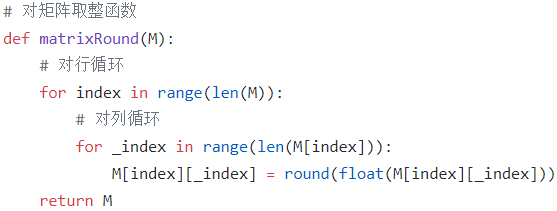 # 对矩阵取整函数
def matrixRound(M):
    # 对行循环
    for index in range(len(M)):
        # 对列循环
        for _index in range(len(M[index])):
            M[index][_index] = round(float(M[index][_index]))
    return M